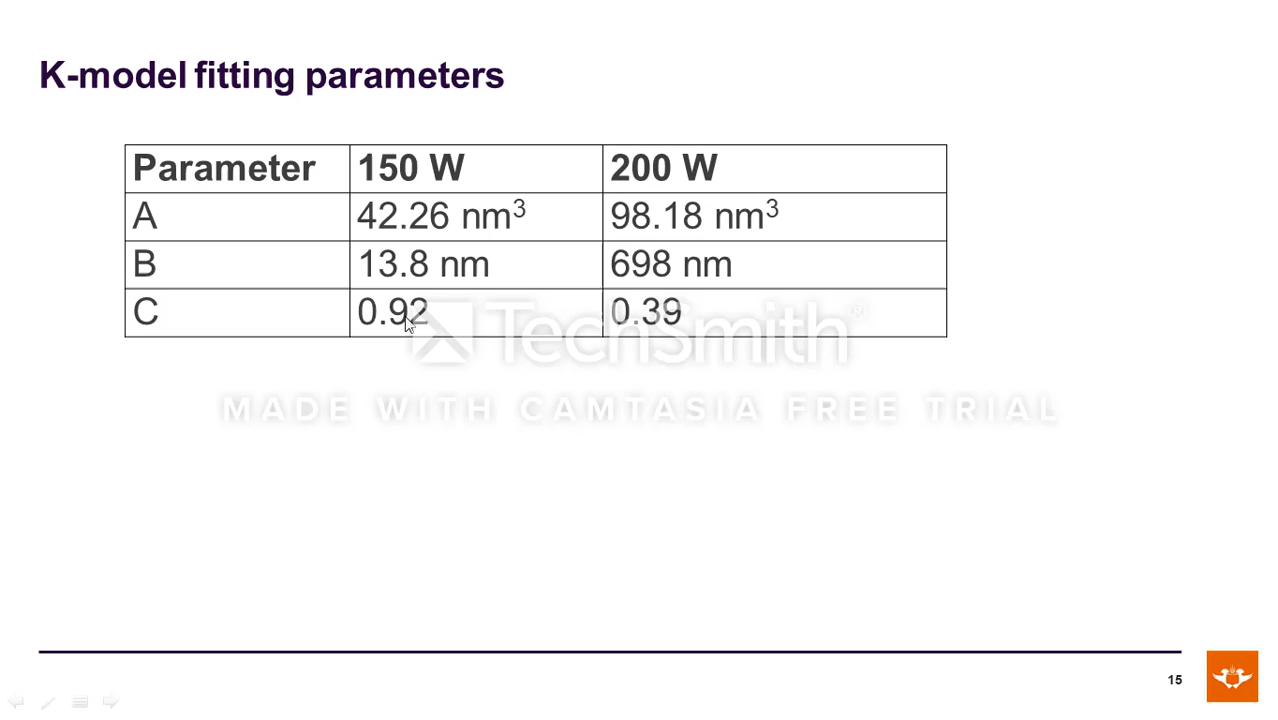 K-model fitting parameters
Parameter 150 W 200 W
A 42.26 nm³ 98.18 nm³
B 13.8 nm 698 nm
C 0.92 0.39
TechSmith®
MADE WITH CAMTASIA FREE TRIAL
15